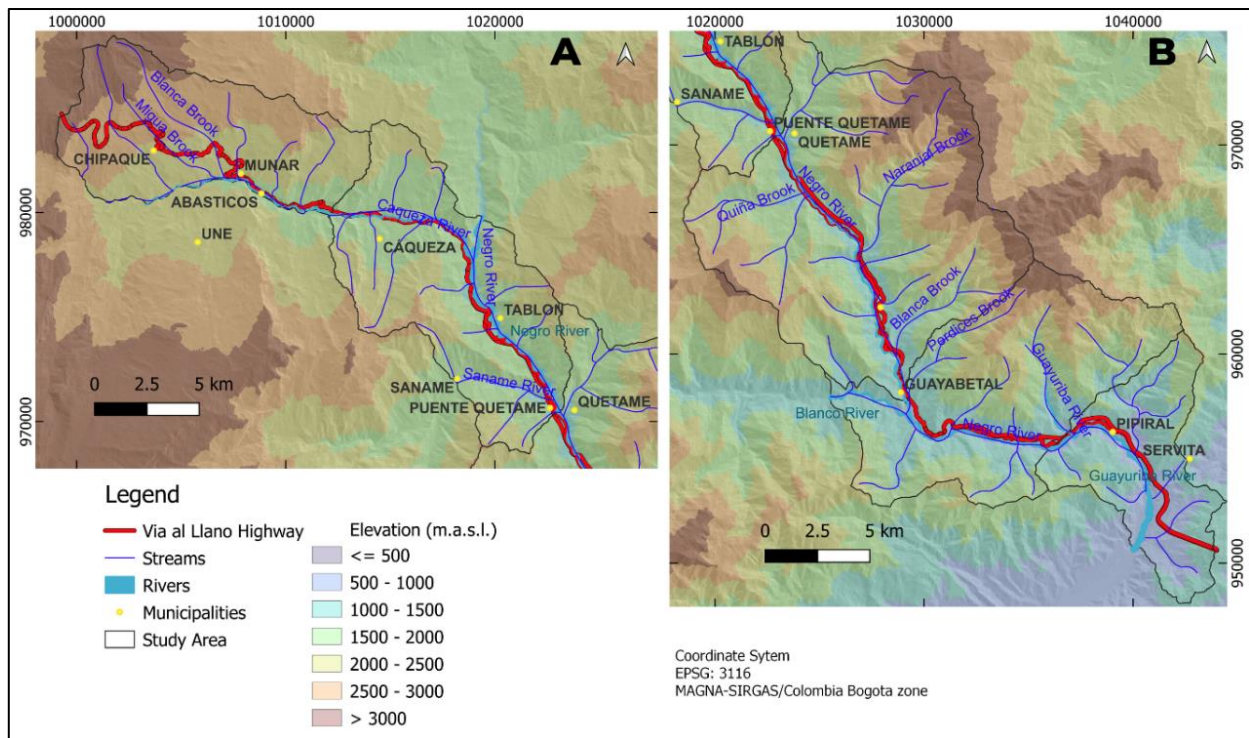 1000000
1010000
1020000
A
Blanca Brook
Migua Brook
CHIPAQUE
MUNAR
ABASTICOS
UNE
980000
Caqueza River
CAQUEZA
Negro River
TABLON
Negro River
0 2.5 5 km
SANAME
Saname River
PUENTE QUETAME
QUETAME
970000
1020000
1030000
1040000
B
TABLON
SANAME
PUENTE QUETAME
QUETAME
970000
Naranjal Brook
Negro River
Quiña Brook
Blanca Brook
Perdices Brook
960000
Guayuriba River
GUAYABETAL
Blanco River
Negro River
PIPIRAL
SERVITA
Guayuriba River
0 2.5 5 km
950000
Legend
Via al Llano Highway
Streams
Rivers
Municipalities
Study Area
Elevation (m.a.s.l.)
<= 500
500 - 1000
1000 - 1500
1500 - 2000
2000 - 2500
2500 - 3000
> 3000
Coordinate Sytem
EPSG: 3116
MAGNA-SIRGAS/Colombia Bogota zone